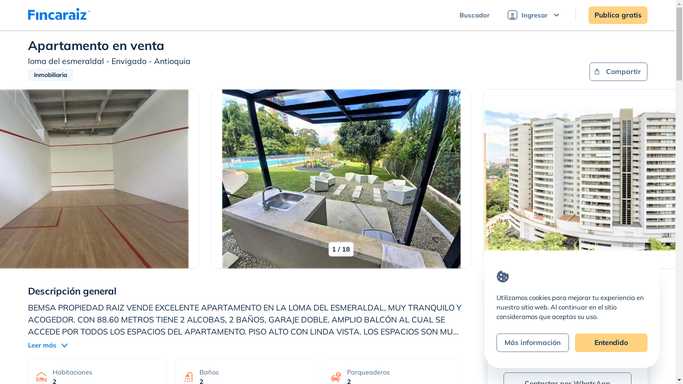 Fincaraiz
Buscador
Ingresar
Publica gratis
Apartamento en venta
loma del esmeraldal - Envigado - Antioquia
Inmobiliaria
Compartir
1 / 18
Descripción general
BEMSA PROPIEDAD RAIZ VENDE EXCELENTE APARTAMENTO EN LA LOMA DEL ESMERALDAL, MUY TRANQUILO Y
ACOGEDOR. CON 88.60 METROS TIENE 2 ALCOBAS, 2 BAÑOS, GARAJE DOBLE, AMPLIO BALCÓN AL CUAL SE
ACCEDE POR TODOS LOS ESPACIOS DEL APARTAMENTO. PISO ALTO CON LINDA VISTA. LOS ESPACIOS SON MU...
Leer más
Habitaciones
2
Baños
2
Parqueaderos
2
Utilizamos cookies para mejorar tu experiencia en
nuestro sitio web. Al continuar en el sitio
consideramos que aceptas su uso.
Más información
Entendido
Contactar por WhatsApp